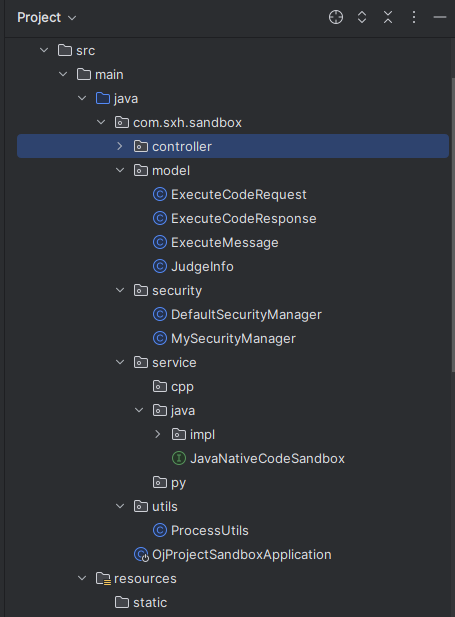 Project
src
main
java
com.sxh.sandbox
controller
model
ExecuteCodeRequest
ExecuteCodeResponse
ExecuteMessage
JudgeInfo
security
DefaultSecurityManager
MySecurityManager
service
cpp
java
impl
JavaNativeCodeSandbox
py
utils
ProcessUtils
OjProjectSandboxApplication
resources
static